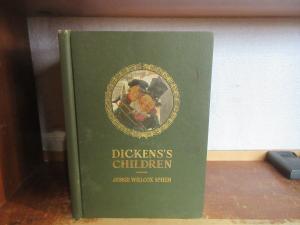 DICKENS'S
CHILDREN
JESSIE WILLCOX SMITH